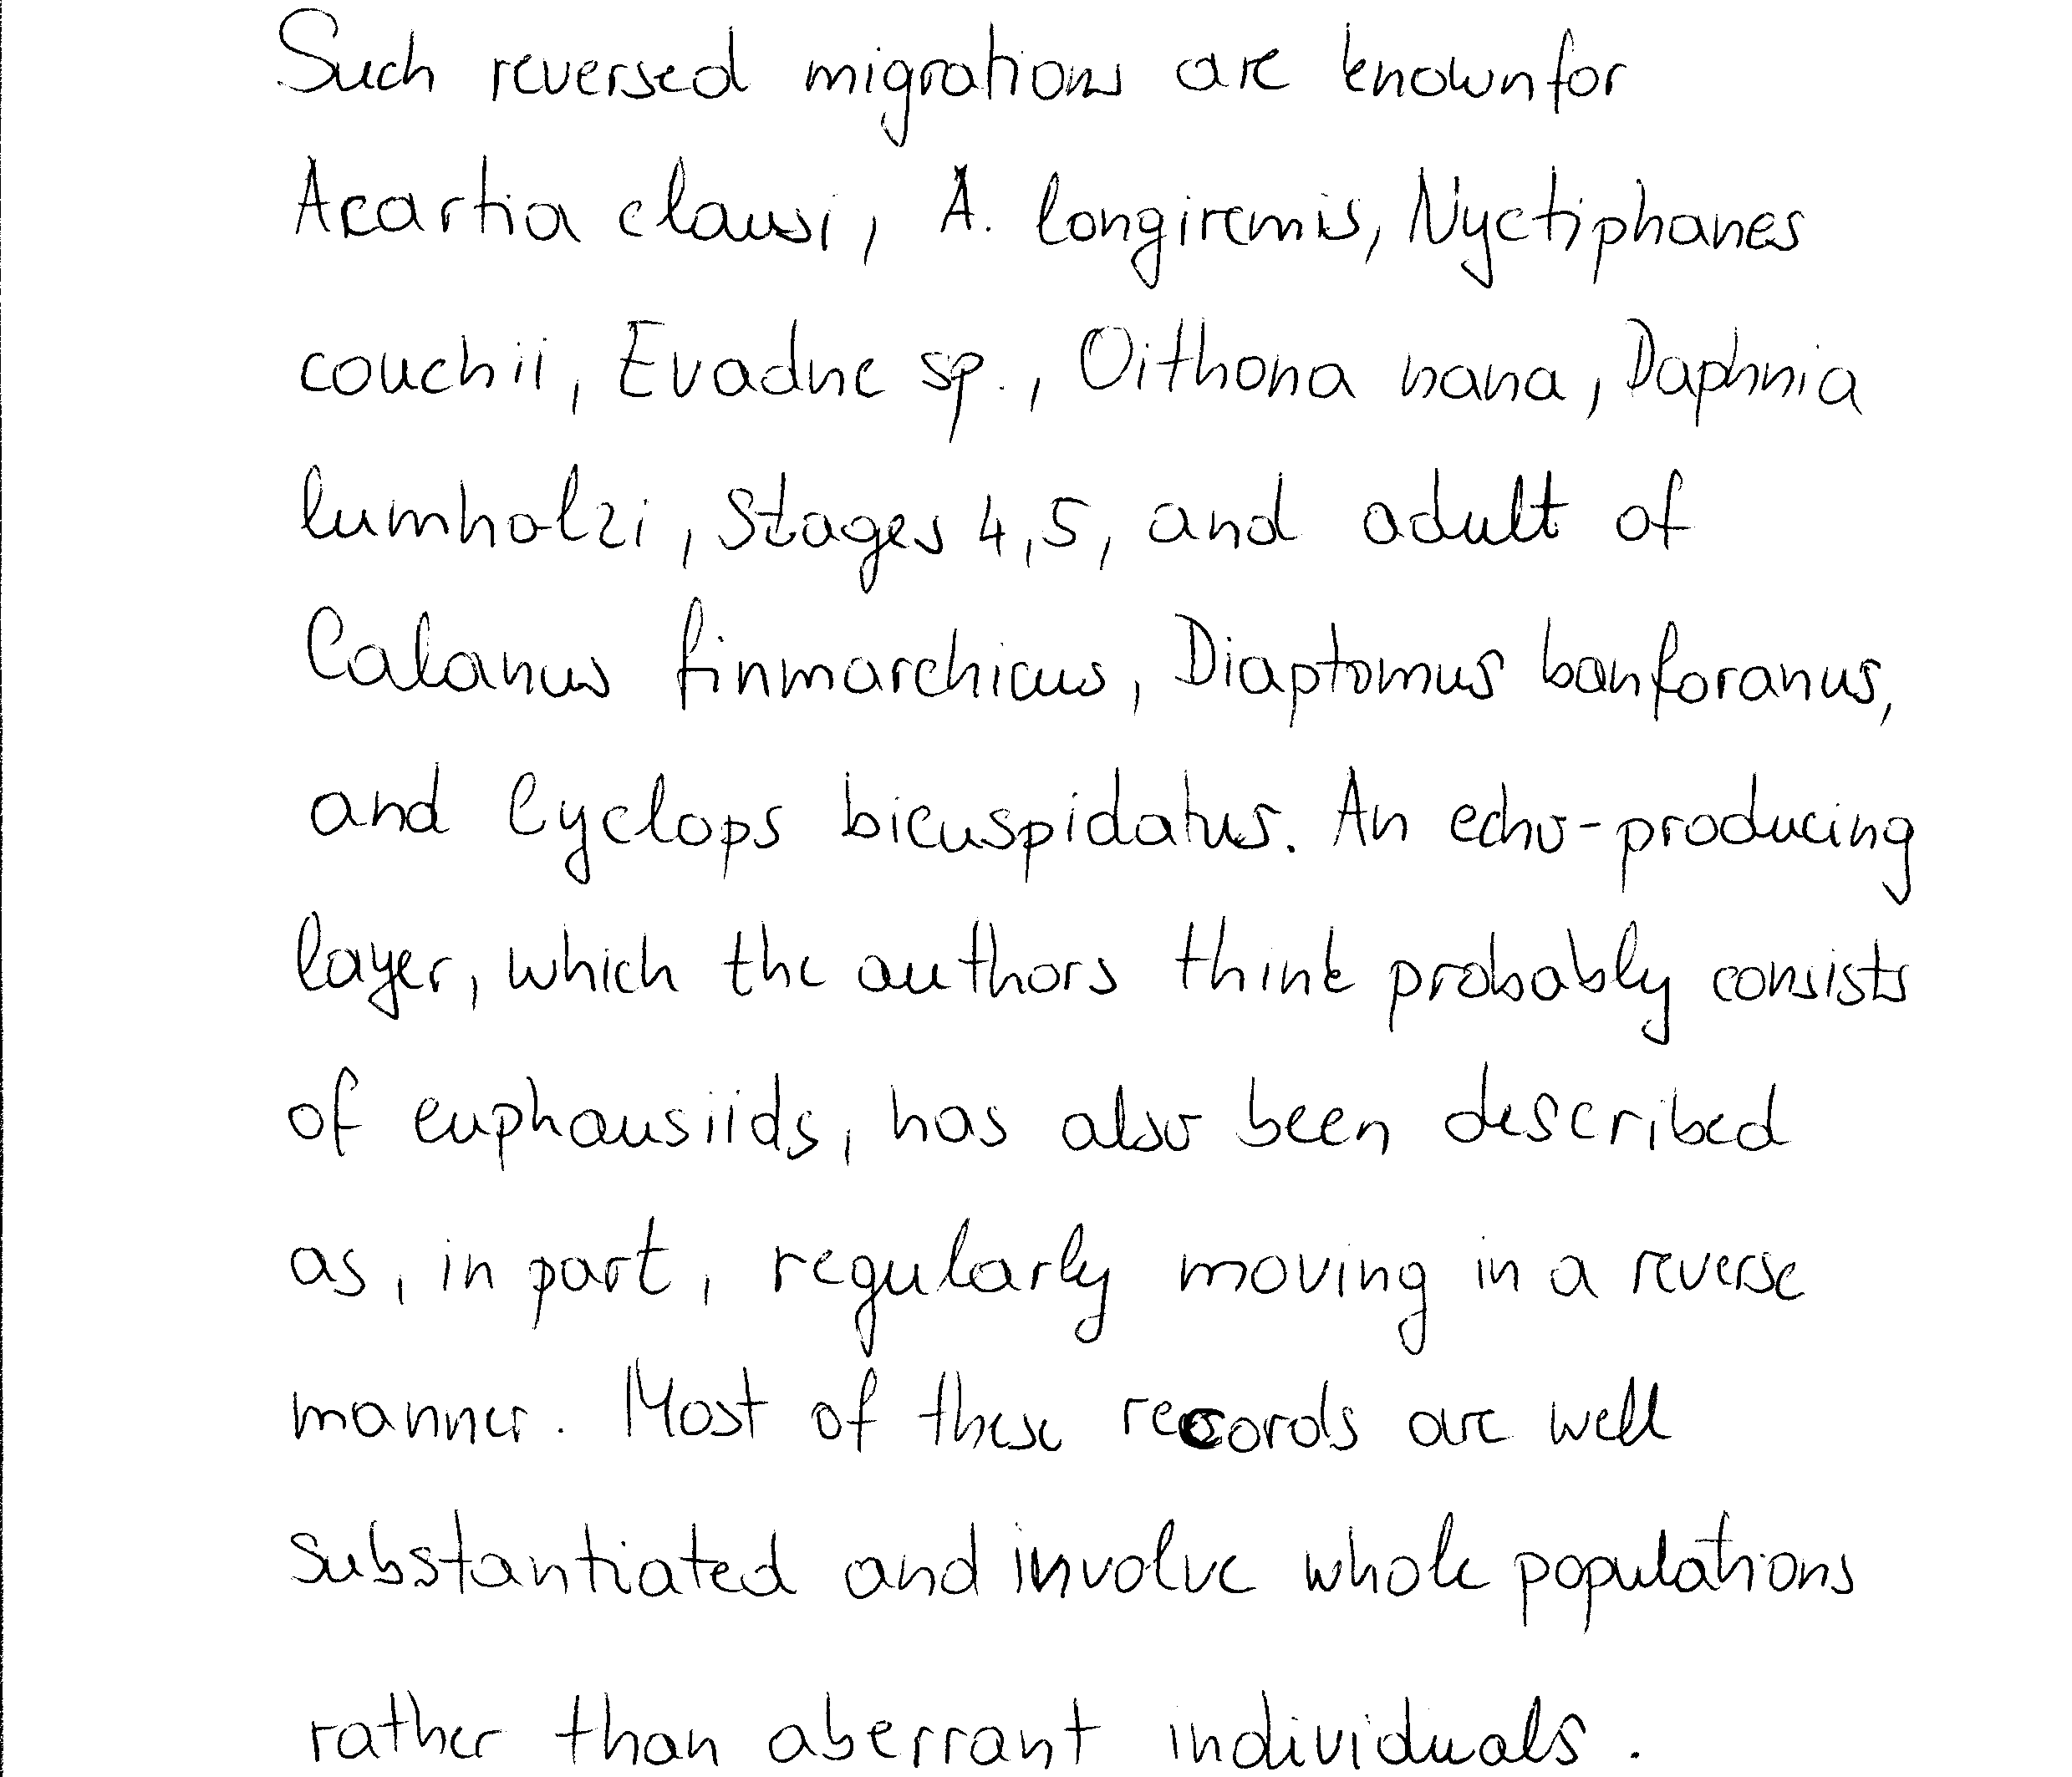 Such reversed migrations are known for
Acartia clausi, A. longiremis, Nyctiphanes
couchii, Evadne sp., Oithona nana, Daphnia
lumholzi, Stages 4,5, and adult of
Calanus finmarchicus, Diaptomus banforanus,
and Cyclops bicuspidatus. An echo-producing
layer, which the authors think probably consists
of euphausiids, has also been described
as, in part, regularly moving in a reverse
manner. Most of these records are well
substantiated and involve whole populations
rather than aberrant individuals.